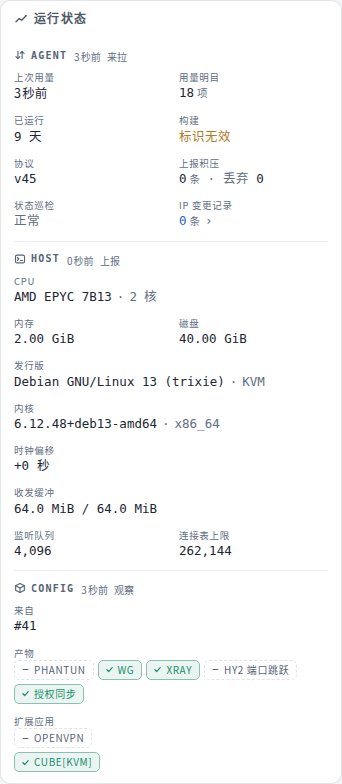 运行状态
AGENT 3秒前 来拉
上次用量 用量明目
3秒前 18 项
已运行 构建
9 天 标识无效
协议 上报积压
v45 0 条 · 丢弃 0
状态巡检 IP 变更记录
正常 0 条 ›
HOST 0秒前 上报
CPU
AMD EPYC 7B13 · 2 核
内存 磁盘
2.00 GiB 40.00 GiB
发行版
Debian GNU/Linux 13 (trixie) · KVM
内核
6.12.48+deb13-amd64 · x86_64
时钟偏移
+0 秒
收发缓冲
64.0 MiB / 64.0 MiB
监听队列 连接表上限
4,096 262,144
CONFIG 3秒前 观察
来自
#41
产物
— PHANTUN ✓ WG ✓ XRAY — HY2 端口跳跃
✓ 授权同步
扩展应用
— OPENVPN
✓ CUBE[KVM]